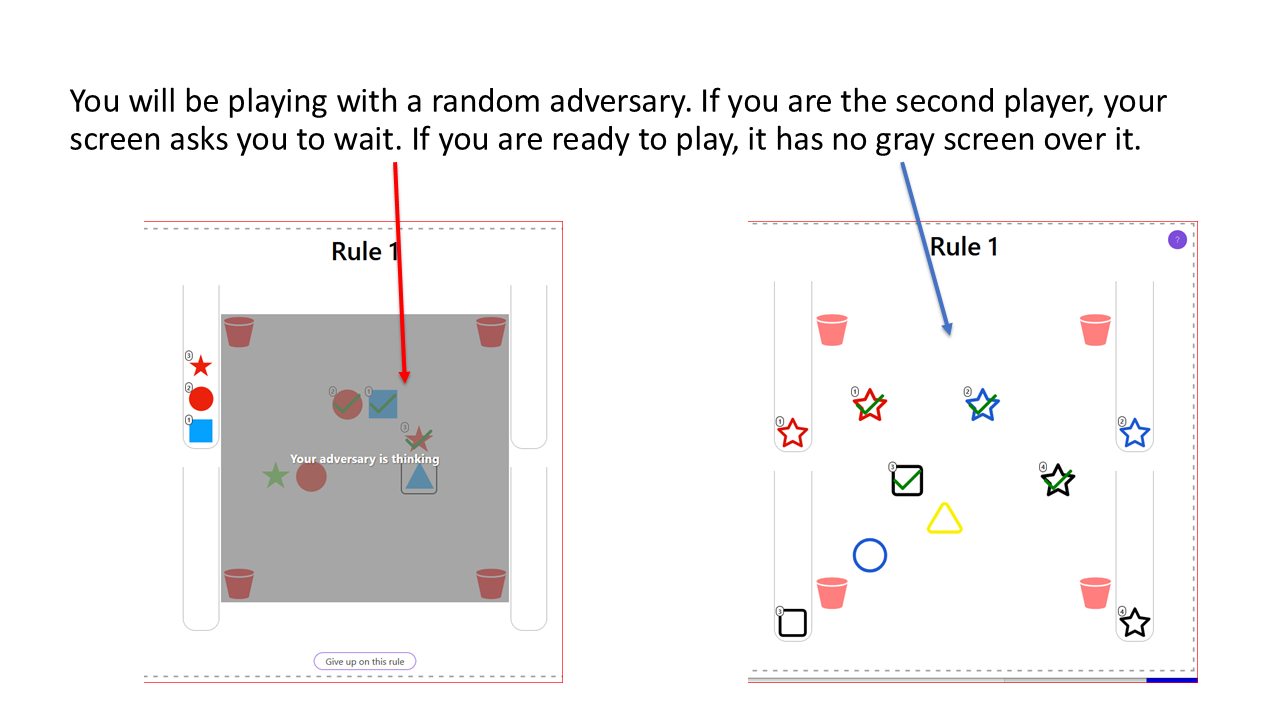 You will be playing with a random adversary. If you are the second player, your
screen asks you to wait. If you are ready to play, it has no gray screen over it.
Rule 1
3
2
1
2
1
3
Your adversary is thinking
Give up on this rule
Rule 1
?
1
2
1
2
3
4
3
4